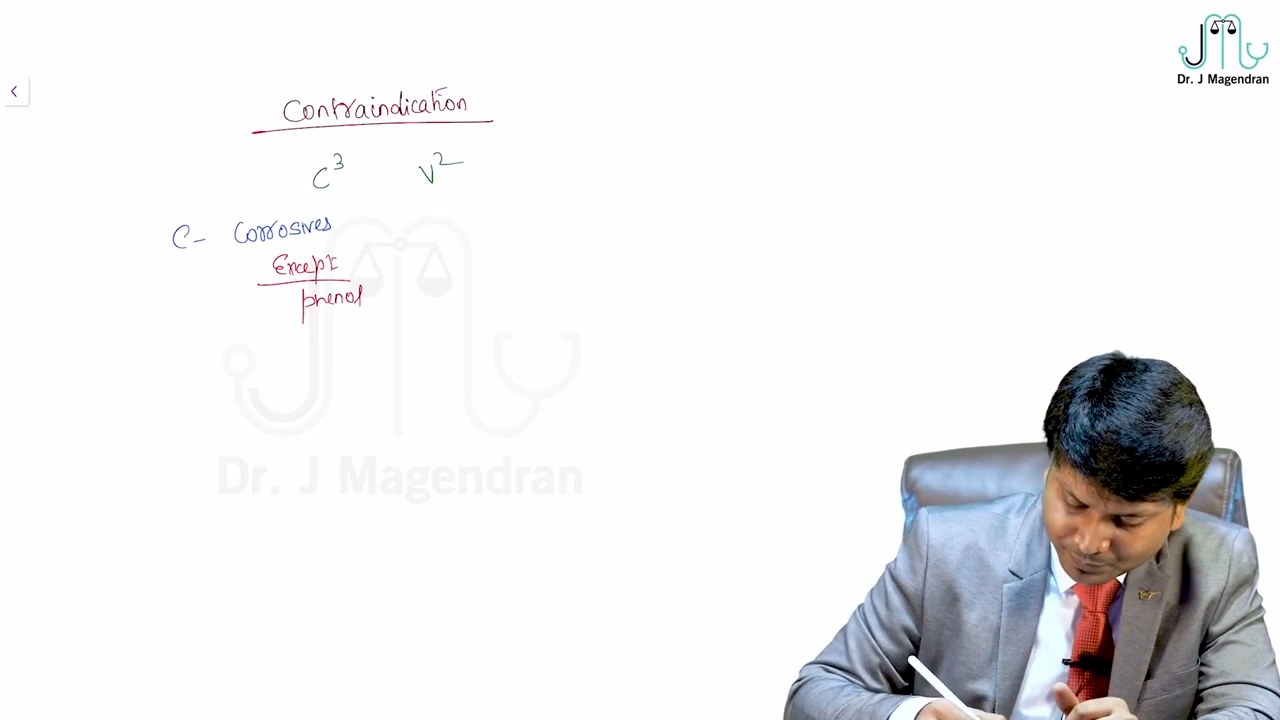 Dr. J Magendran
<
Contraindication
C³ V²
C- Corrosives
Except
phenol
Dr. J Magendran